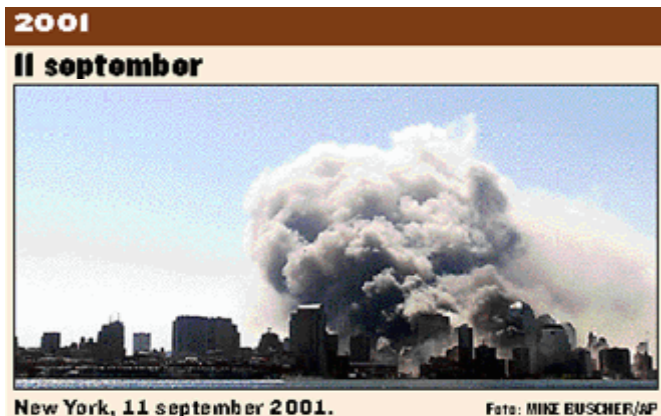 2001
11 september
New York, 11 september 2001.
Foto: MIKE BUSCHER/AP